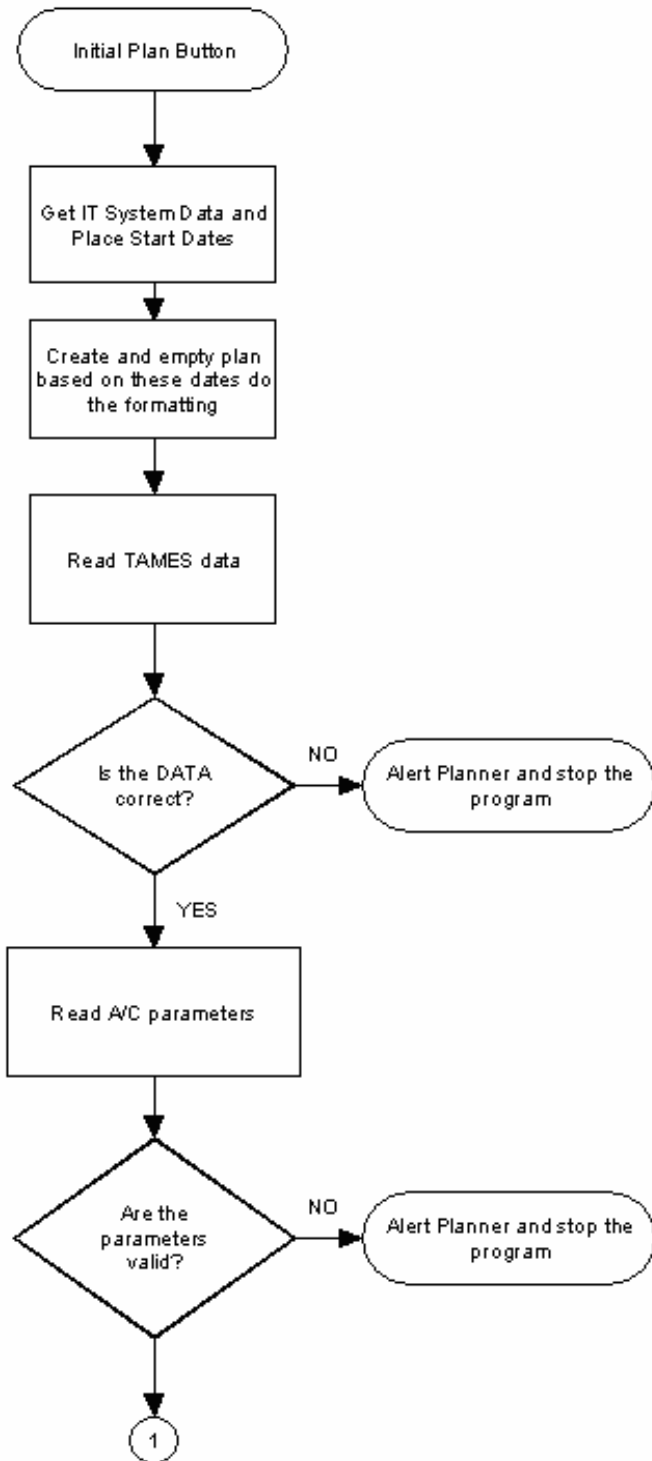 Initial Plan Button
Get IT System Data and
Place Start Dates
Create and empty plan
based on these dates do
the formatting
Read TAMES data
Is the DATA
correct?
NO
Alert Planner and stop the
program
YES
Read A/C parameters
Are the
parameters
valid?
NO
Alert Planner and stop the
program
1